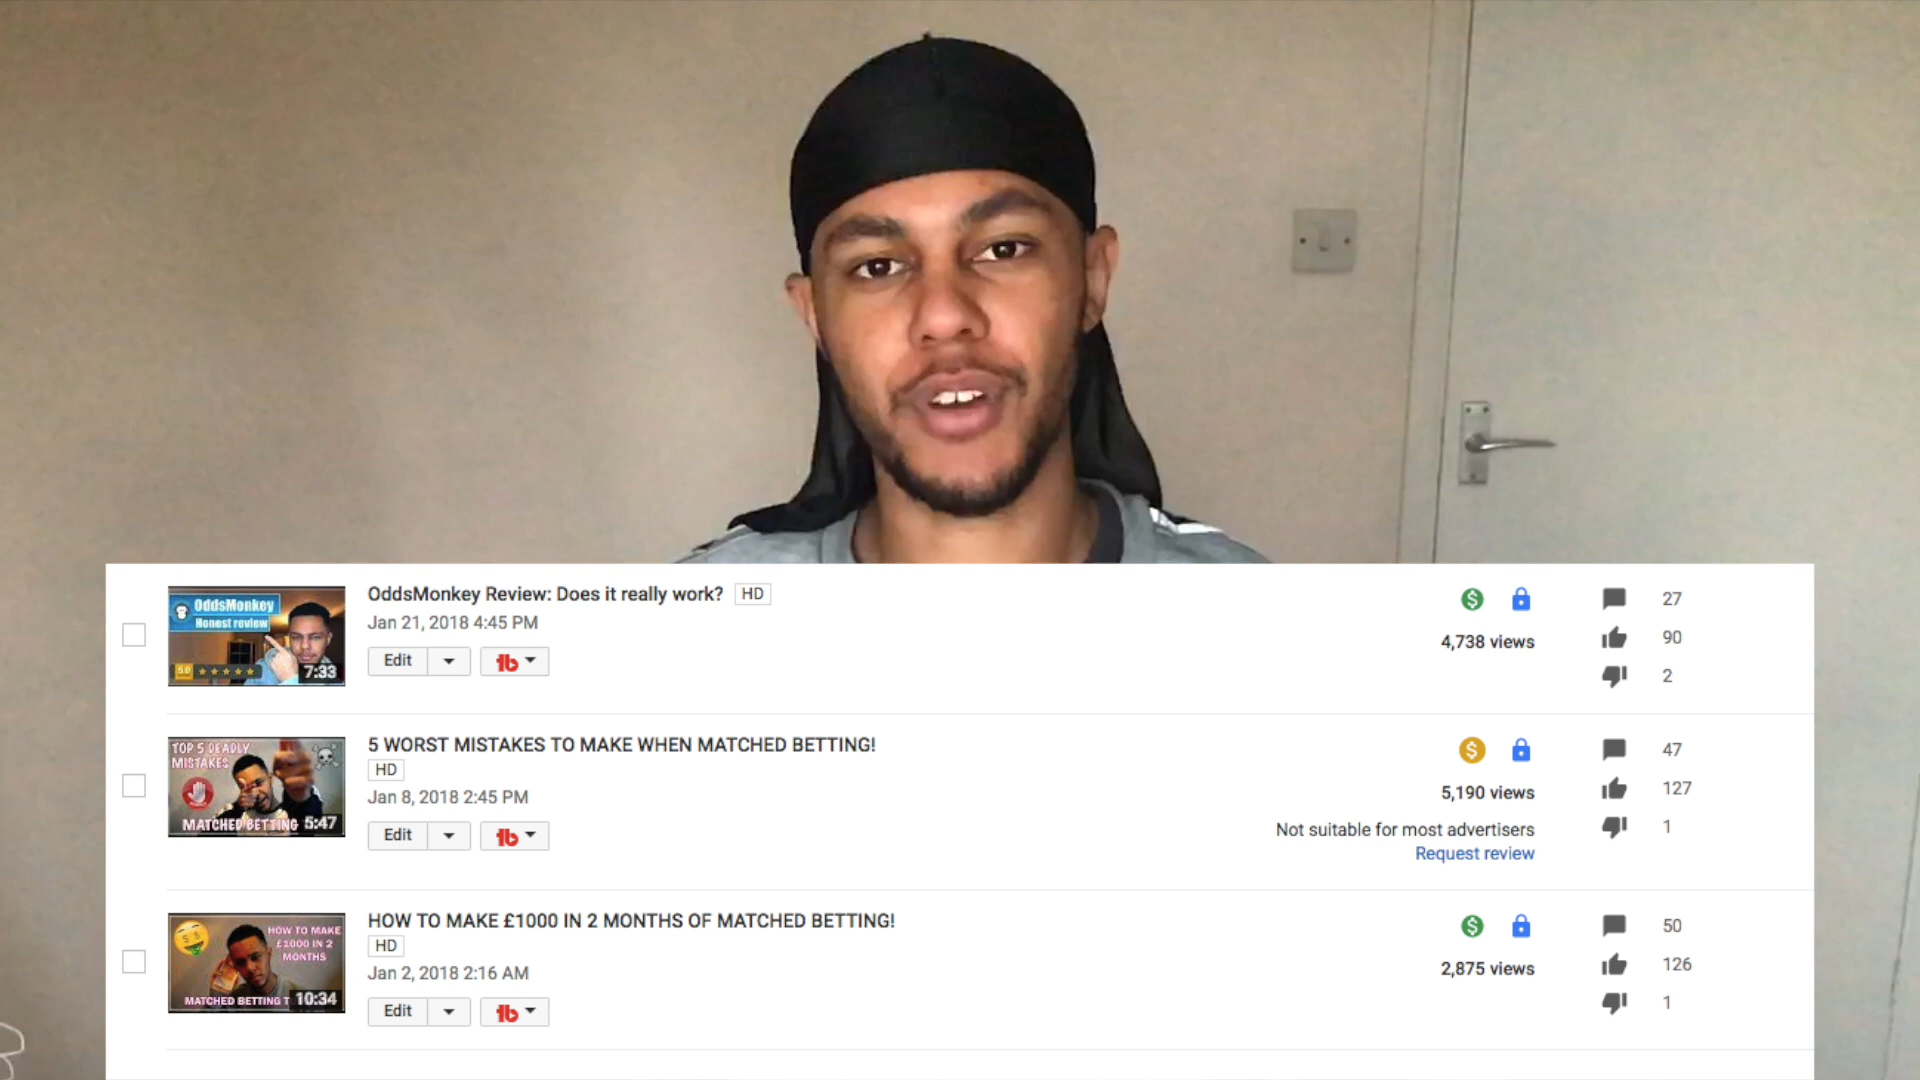 OddsMonkey
Honest review
5.0
7:33
OddsMonkey Review: Does it really work? HD
Jan 21, 2018 4:45 PM
Edit
4,738 views
27
90
2
TOP 5 DEADLY
MISTAKES
MATCHED BETTING 5:47
5 WORST MISTAKES TO MAKE WHEN MATCHED BETTING!
HD
Jan 8, 2018 2:45 PM
Edit
5,190 views
Not suitable for most advertisers
Request review
47
127
1
HOW TO MAKE
£1000 IN 2
MONTHS
MATCHED BETTING T 10:34
HOW TO MAKE £1000 IN 2 MONTHS OF MATCHED BETTING!
HD
Jan 2, 2018 2:16 AM
Edit
2,875 views
50
126
1